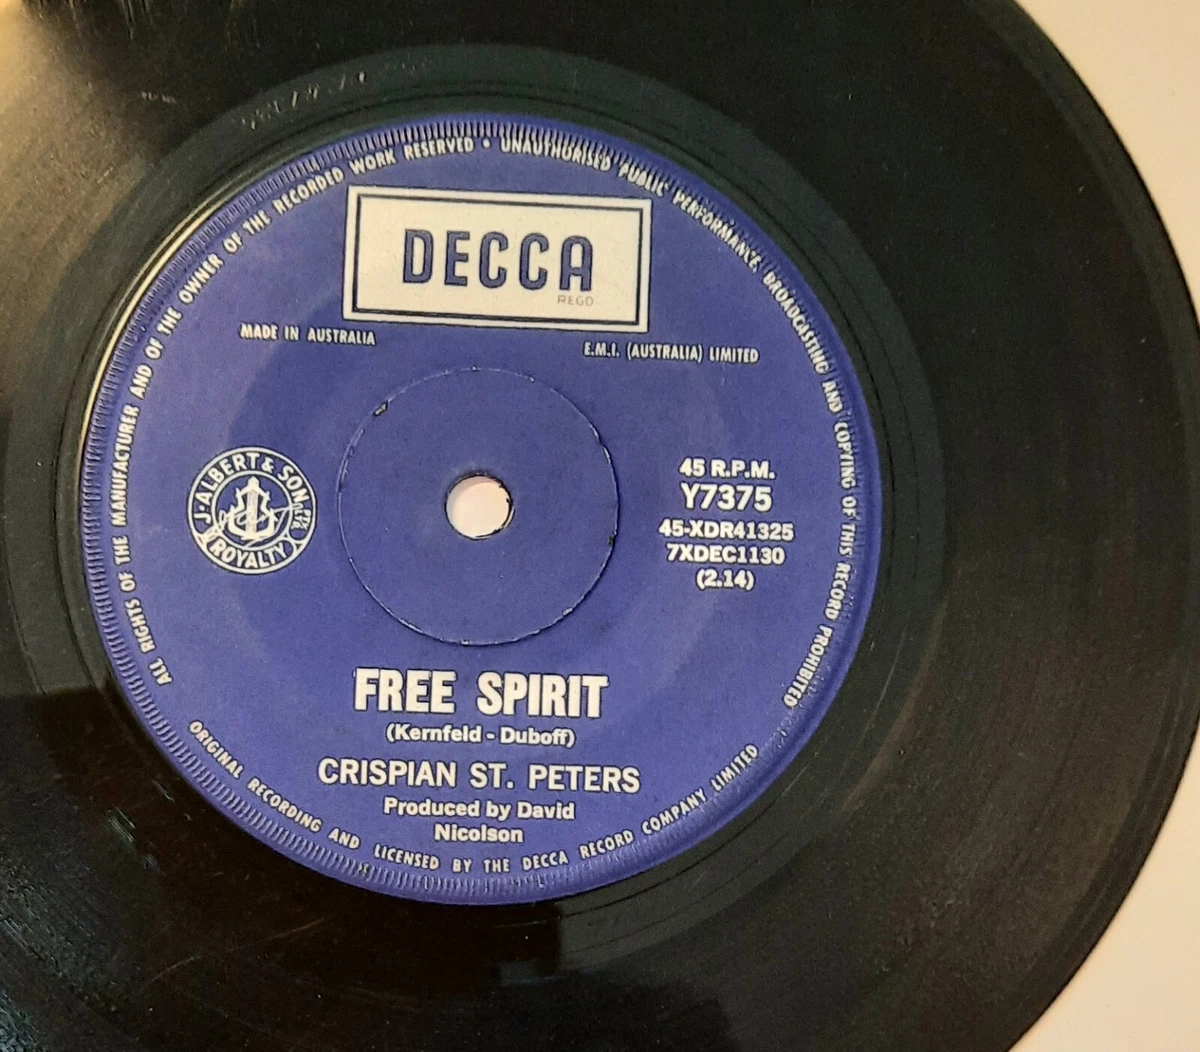 ALL RIGHTS OF THE MANUFACTURER AND OF THE OWNER OF THE RECORDED WORK RESERVED • UNAUTHORISED PUBLIC PERFORMANCE, BROADCASTING AND COPYING OF THIS RECORD PROHIBITED
DECCA
REGD
MADE IN AUSTRALIA
E.M.I. (AUSTRALIA) LIMITED
J. ALBERT & SON
ROYALTY
45 R.P.M.
Y7375
45-XDR41325
7XDEC1130
(2.14)
FREE SPIRIT
(Kernfeld - Duboff)
CRISPIAN ST. PETERS
Produced by David
Nicolson
ORIGINAL RECORDING AND LICENSED BY THE DECCA RECORD COMPANY LIMITED